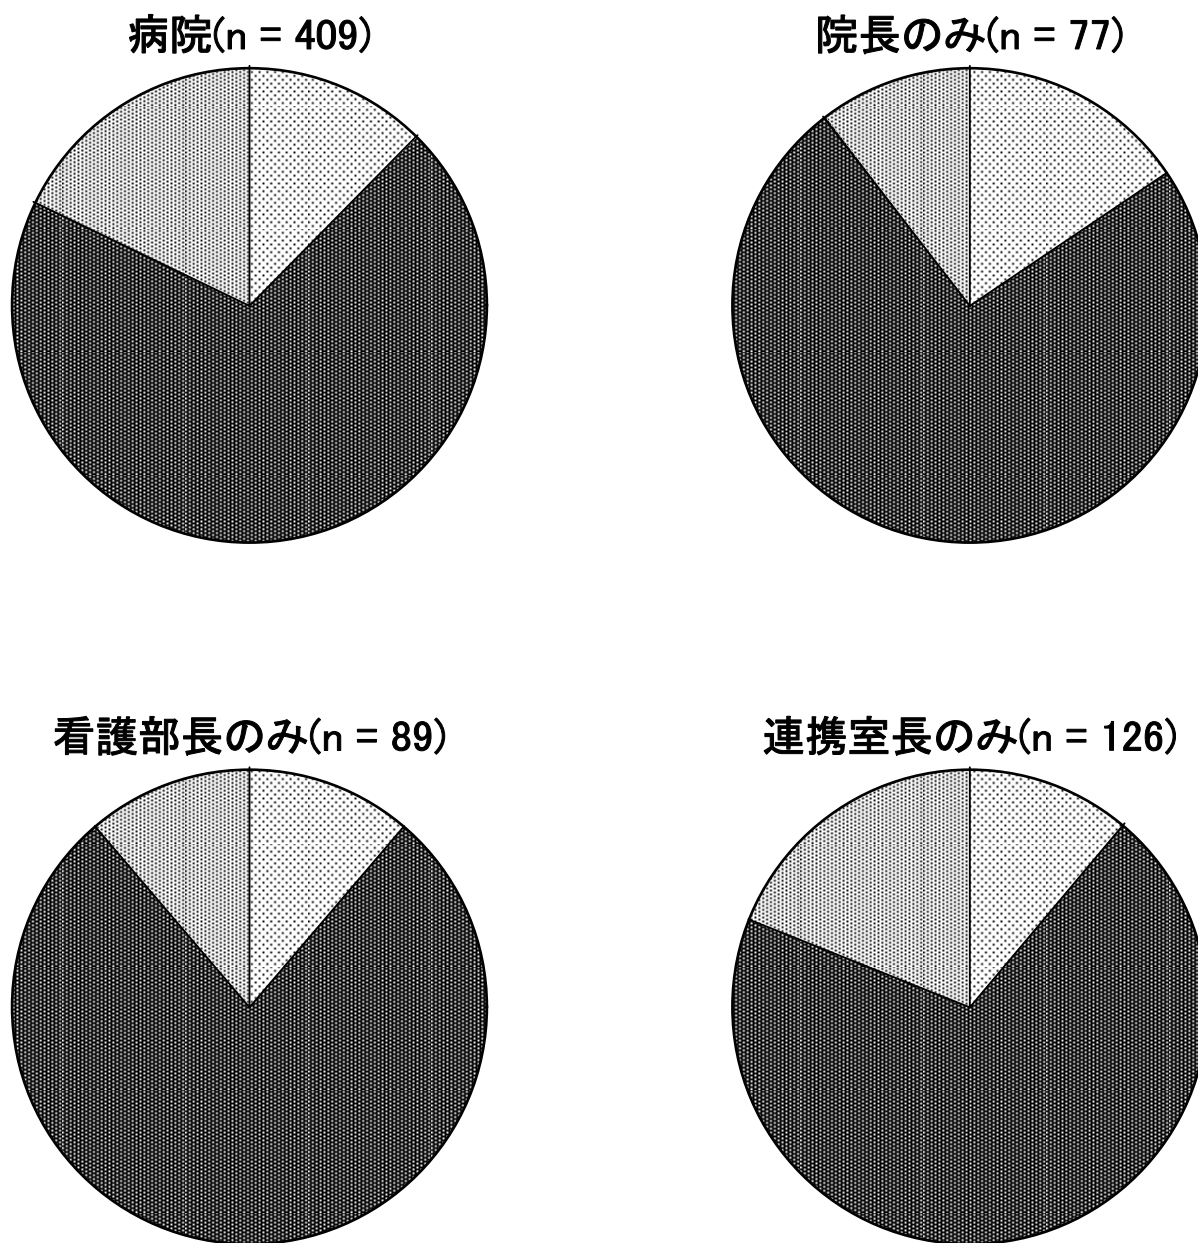 病院(n = 409)
院長のみ(n = 77)
看護部長のみ(n = 89)
連携室長のみ(n = 126)